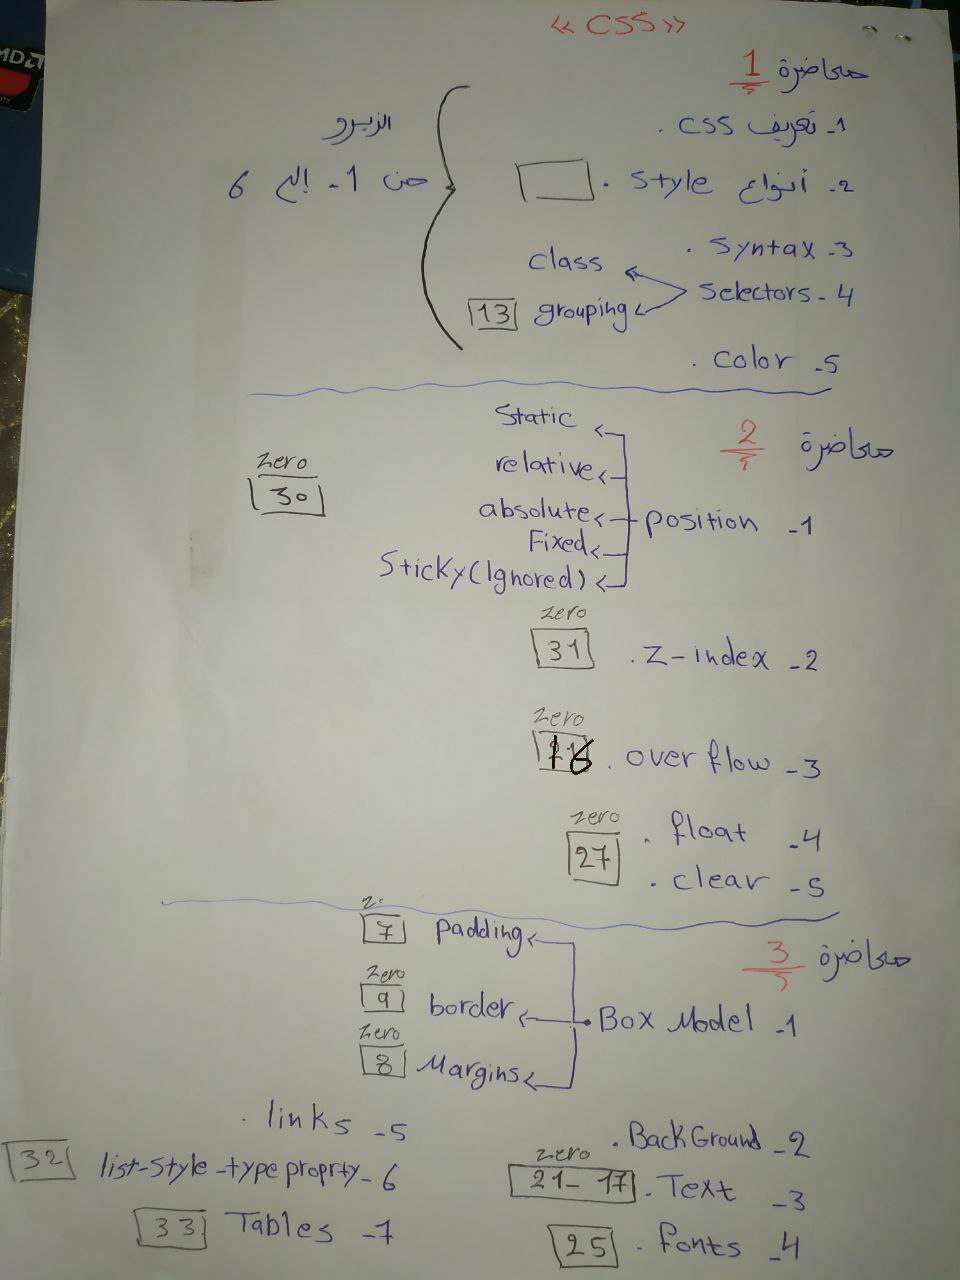 « CSS »
محاضرة 1
1- تعريف CSS .
2- أنواع Style .
3- Syntax .
4- Selectors
class
grouping 13
5- Color .
الزيرو
من 1 - إلى 6
محاضرة 2
1- position
Static
relative
absolute
Fixed
Sticky (Ignored)
zero
30
zero
2- Z-index . 31
zero
3- over flow . 16
zero
4- float .
27
5- clear .
محاضرة 3
1- Box Model
z.
padding 7
zero
border 9
zero
Margins 8
2- BackGround .
zero
3- Text . 21-17
4- fonts . 25
5- links .
6- list-style-type proprty 32
7- Tables 33